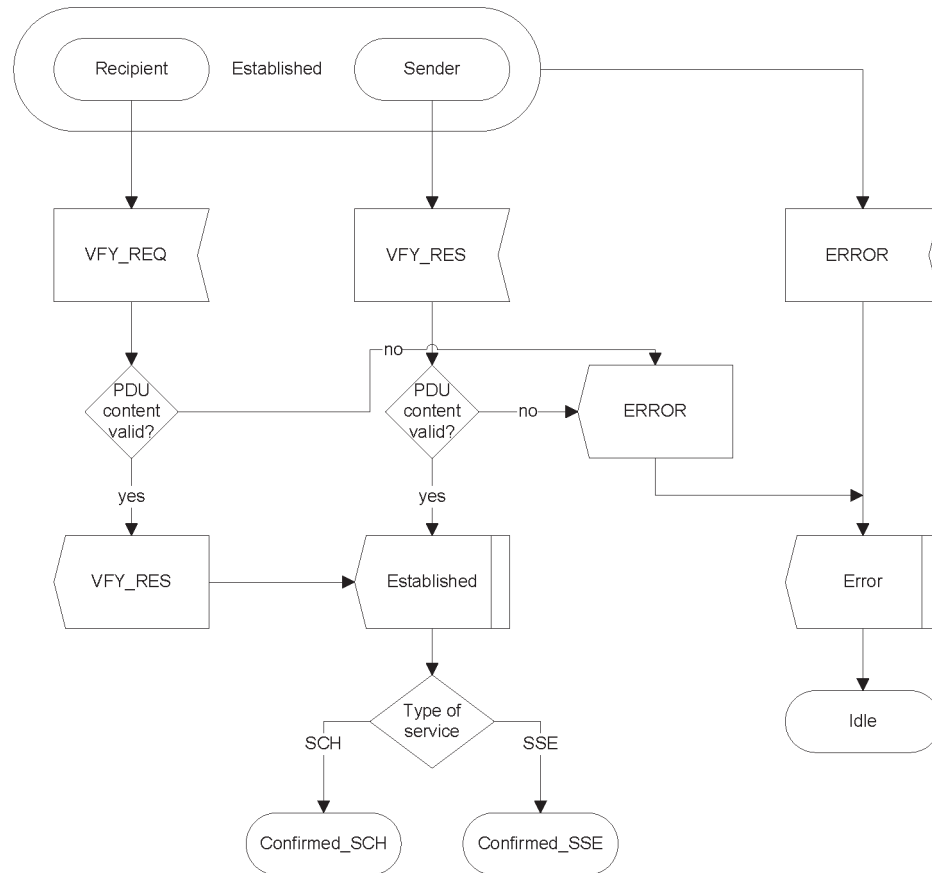 Recipient
Established
Sender
VFY_REQ
VFY_RES
ERROR
no
PDU
content
valid?
PDU
content
valid?
no
ERROR
yes
yes
VFY_RES
Established
Error
Type of
service
SCH
SSE
Idle
Confirmed_SCH
Confirmed_SSE